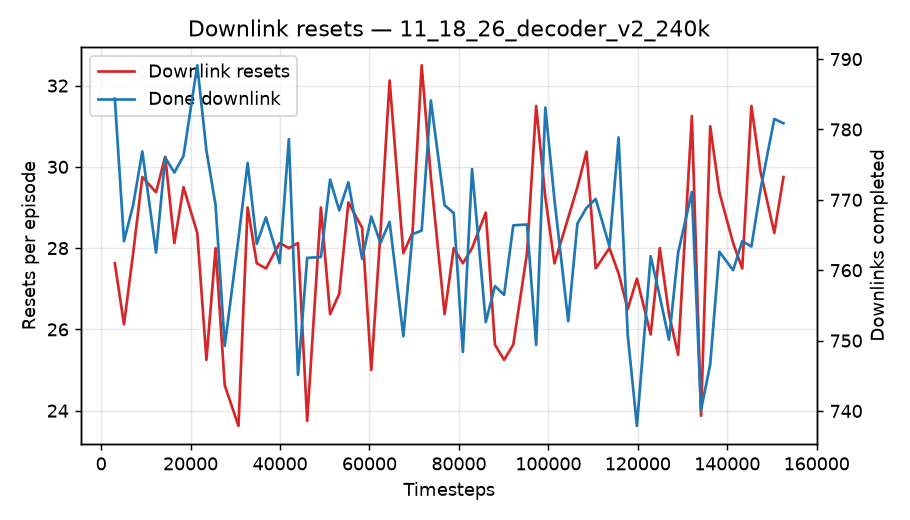 Downlink resets — 11_18_26_decoder_v2_240k
Downlink resets
Done downlink
Resets per episode
32
30
28
26
24
790
780
770
760
750
740
Downlinks completed
0 20000 40000 60000 80000 100000 120000 140000 160000
Timesteps